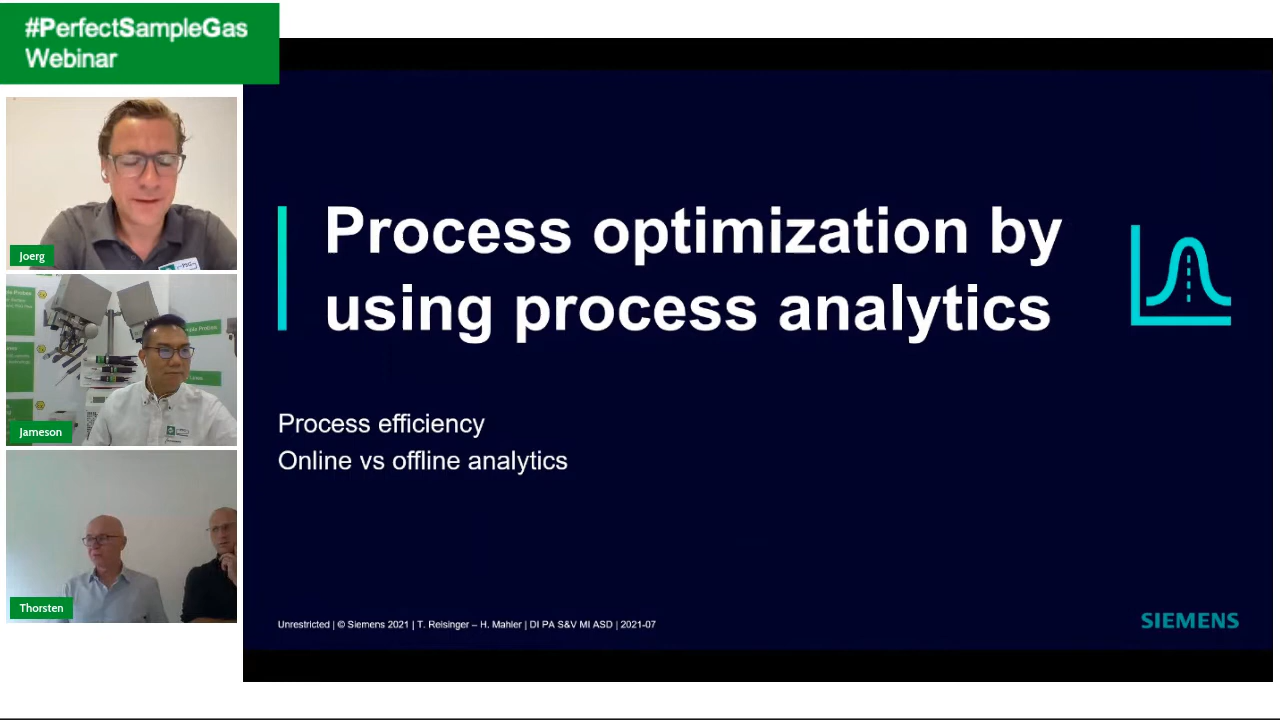 #PerfectSampleGas
Webinar
Joerg
Jameson
Thorsten
Process optimization by
using process analytics
Process efficiency
Online vs offline analytics
Unrestricted | © Siemens 2021 | T. Reisinger – H. Mahler | DI PA S&V MI ASD | 2021-07
SIEMENS